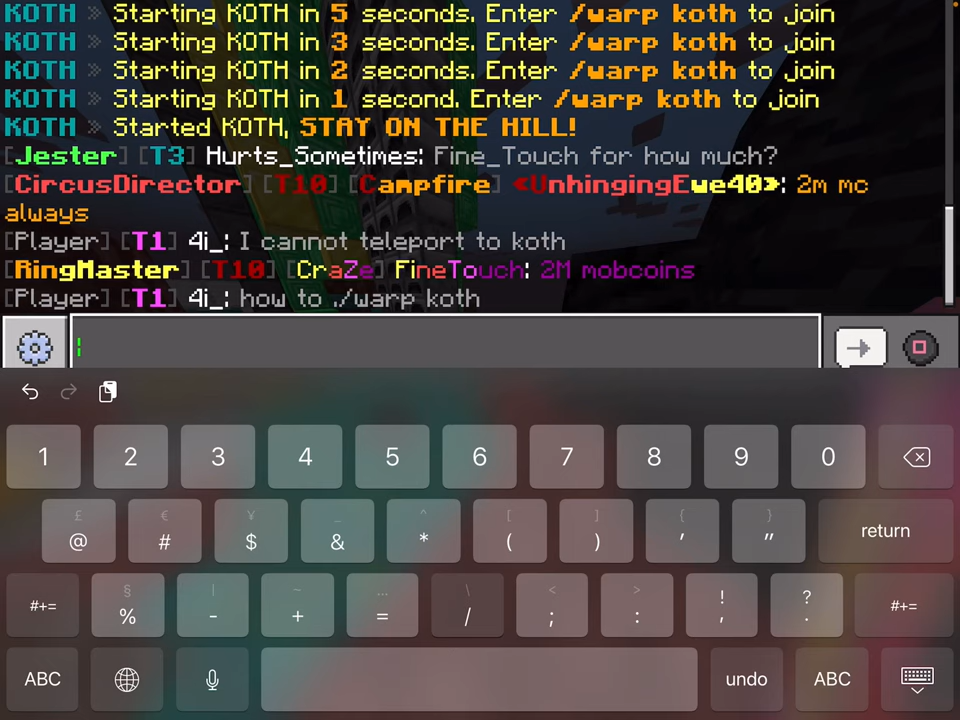 KOTH » Starting KOTH in 5 seconds. Enter /warp koth to join
KOTH » Starting KOTH in 3 seconds. Enter /warp koth to join
KOTH » Starting KOTH in 2 seconds. Enter /warp koth to join
KOTH » Starting KOTH in 1 second. Enter /warp koth to join
KOTH » Started KOTH, STAY ON THE HILL!
[Jester] [T3] Hurts_Sometimes: Fine_Touch for how much?
[CircusDirector] [T10] [Campfire] <UnhingingEwe40>: 2m mc
always
[Player] [T1] 4i_: I cannot teleport to koth
[RingMaster] [T10] [CraZe] FineTouch: 2M mobcoins
[Player] [T1] 4i_: how to ./warp koth
1 2 3 4 5 6 7 8 9 0
£ € ¥ _ ^ [ ] { }
@ # $ & * ( ) ' " return
§ | ~ … \ < > ! ?
#+= % - + = / ; : , . #+=
ABC undo ABC